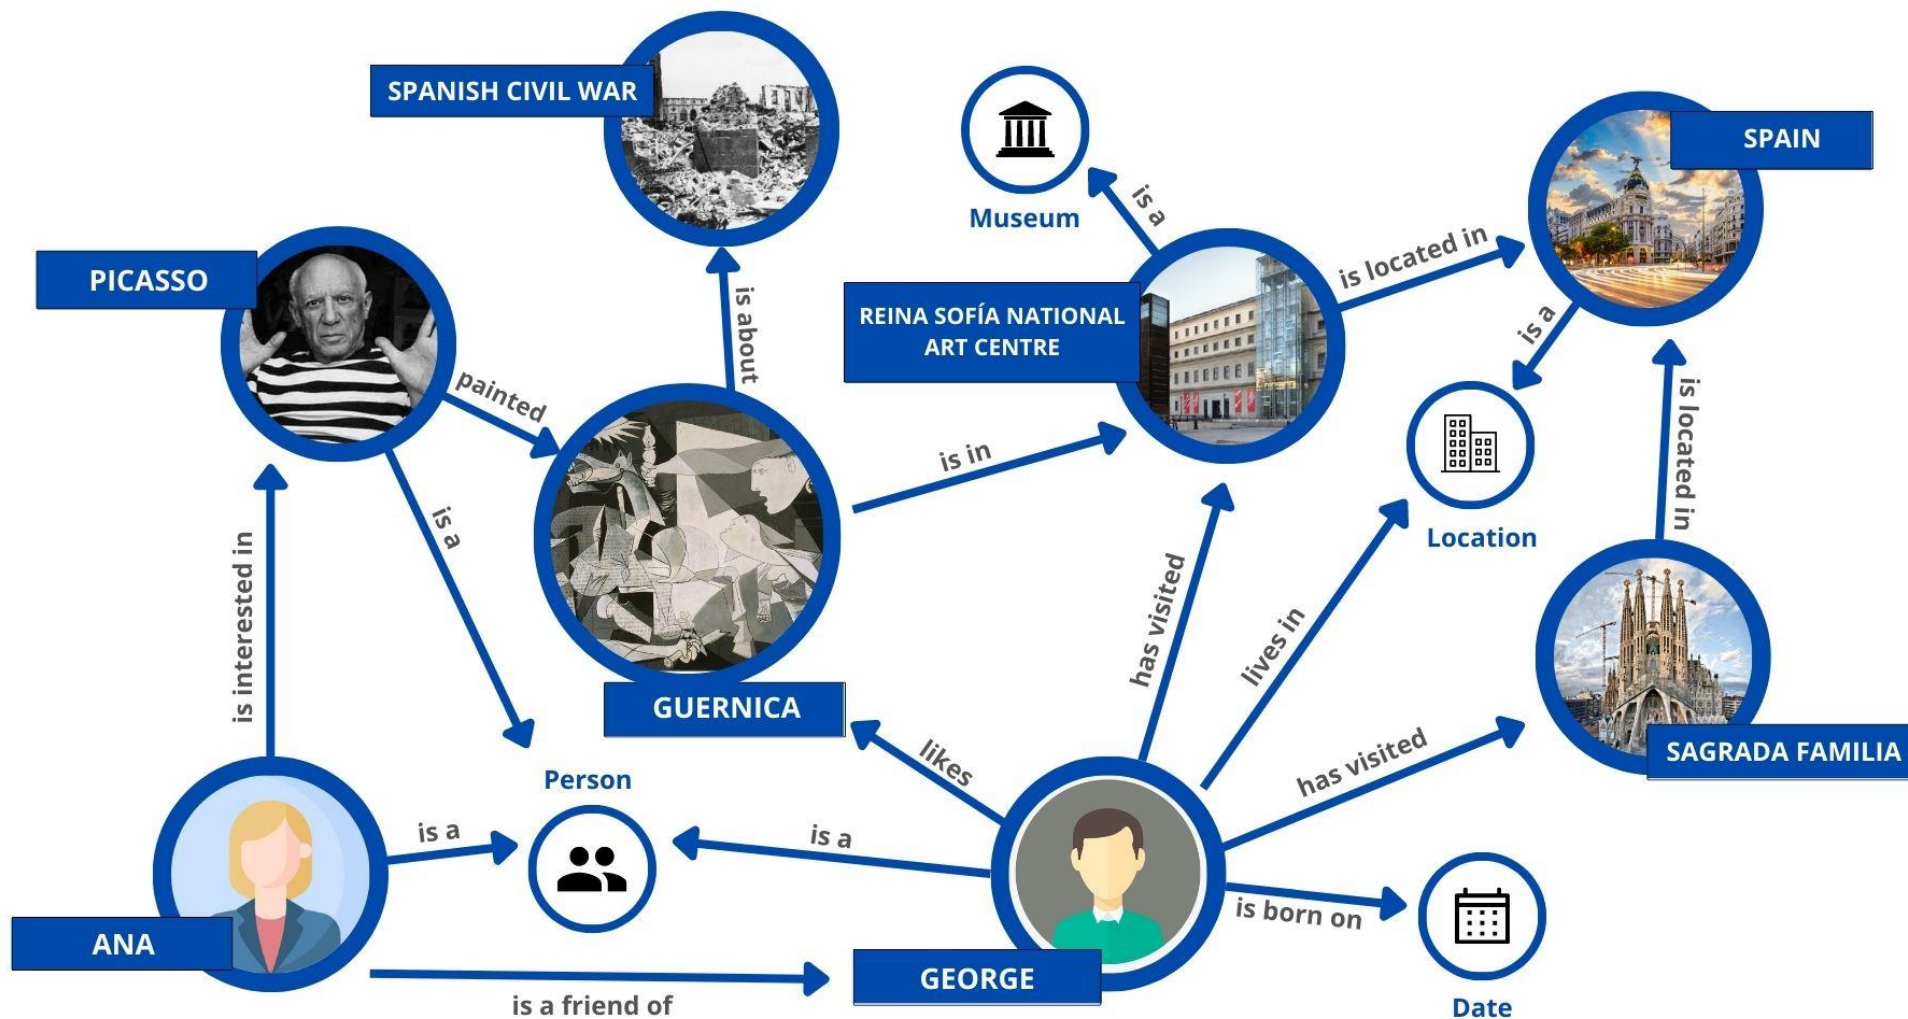 SPANISH CIVIL WAR
Museum
is a
SPAIN
PICASSO
is located in
REINA SOFÍA NATIONAL
ART CENTRE
is about
is a
painted
is in
is a
is located in
Location
is interested in
has visited
lives in
GUERNICA
likes
has visited
SAGRADA FAMILIA
Person
is a
is a
is born on
ANA
GEORGE
is a friend of
Date